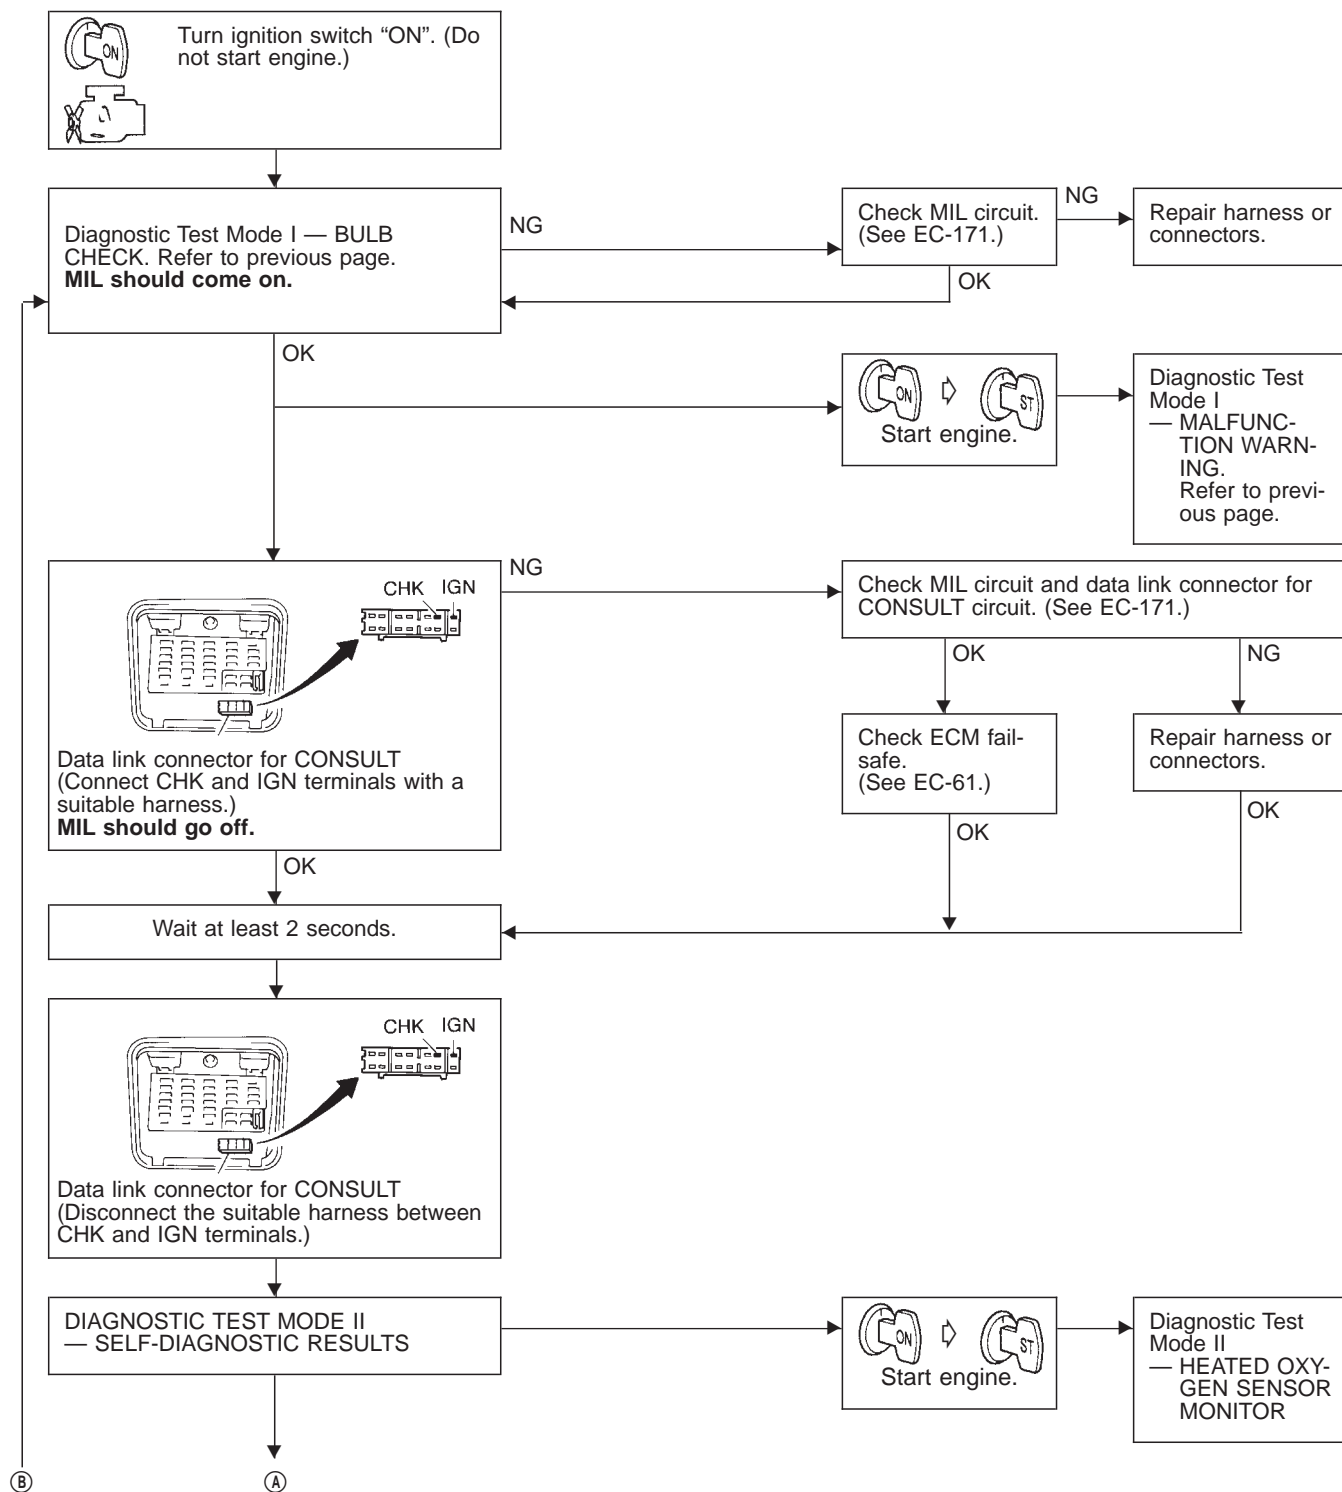 ON
Turn ignition switch “ON”. (Do
not start engine.)
Diagnostic Test Mode I — BULB
CHECK. Refer to previous page.
MIL should come on.
NG
Check MIL circuit.
(See EC-171.)
NG
Repair harness or
connectors.
OK
OK
ON
ST
Start engine.
Diagnostic Test
Mode I
— MALFUNC-
TION WARN-
ING.
Refer to previ-
ous page.
CHK IGN
Data link connector for CONSULT
(Connect CHK and IGN terminals with a
suitable harness.)
MIL should go off.
NG
Check MIL circuit and data link connector for
CONSULT circuit. (See EC-171.)
OK
NG
Check ECM fail-
safe.
(See EC-61.)
Repair harness or
connectors.
OK
OK
OK
Wait at least 2 seconds.
CHK IGN
Data link connector for CONSULT
(Disconnect the suitable harness between
CHK and IGN terminals.)
DIAGNOSTIC TEST MODE II
— SELF-DIAGNOSTIC RESULTS
ON
ST
Start engine.
Diagnostic Test
Mode II
— HEATED OXY-
GEN SENSOR
MONITOR
B
A